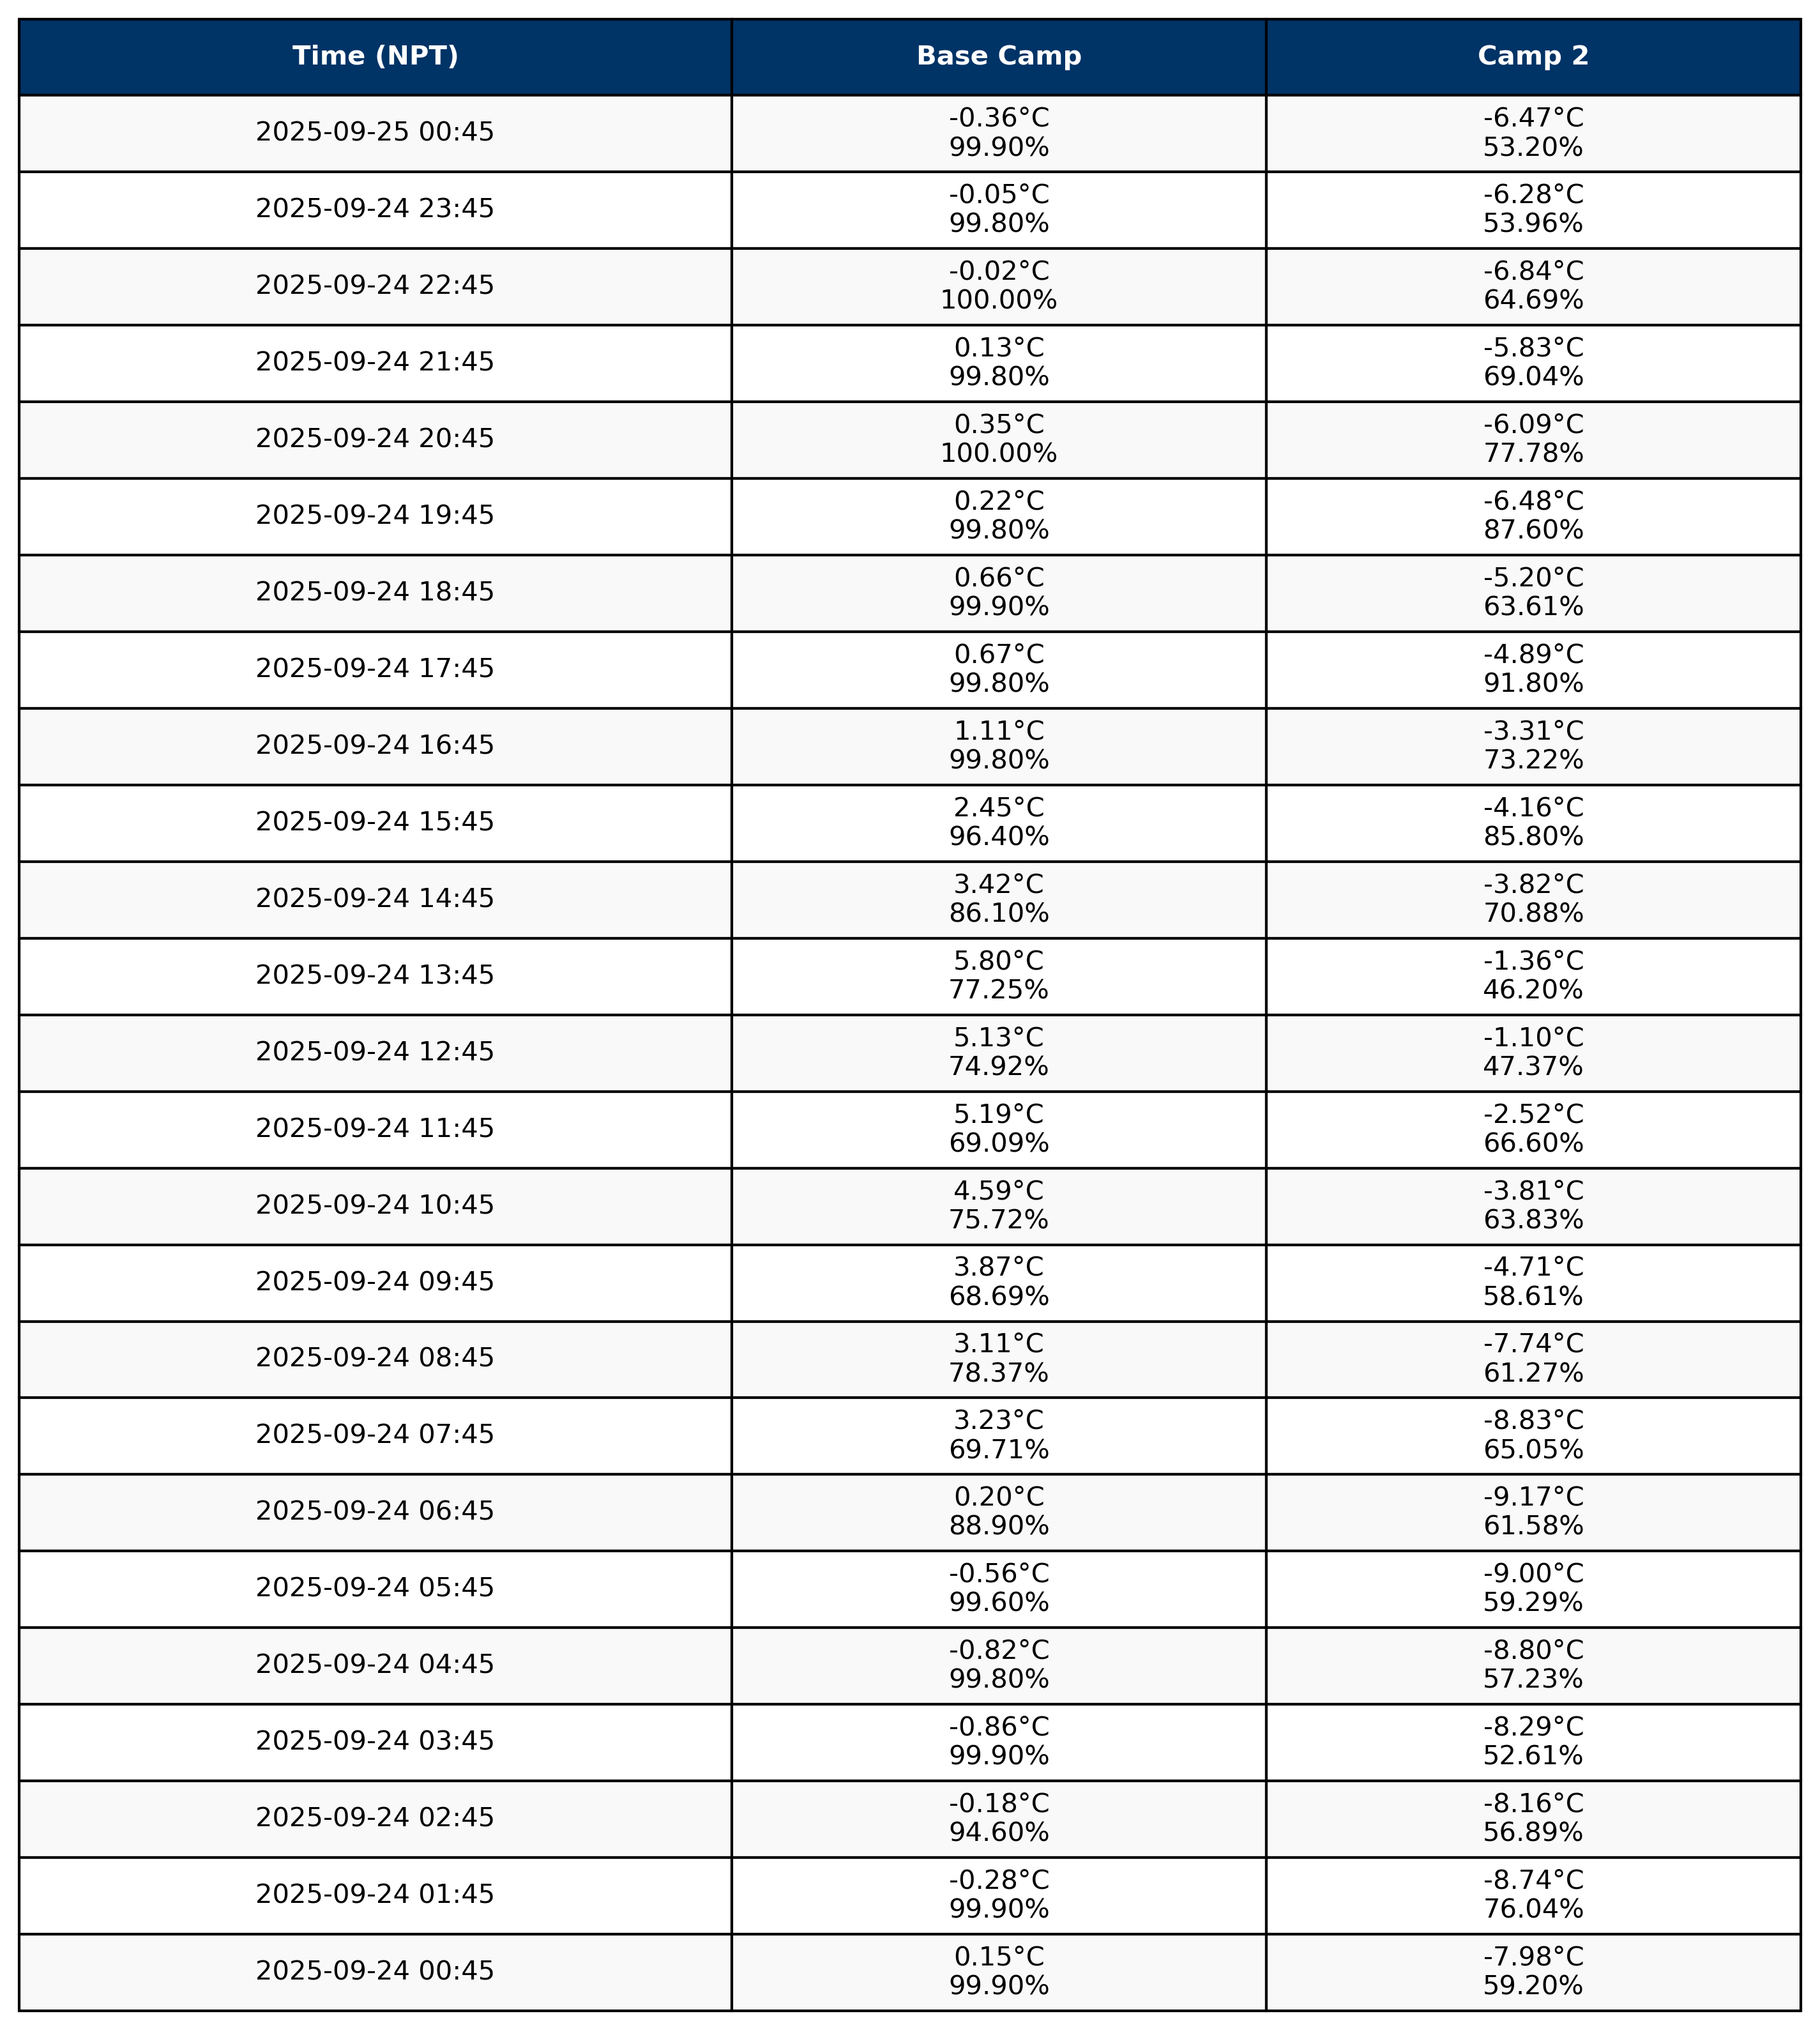 Time (NPT) Base Camp Camp 2
2025-09-25 00:45
-0.36°C
99.90%
-6.47°C
53.20%
2025-09-24 23:45
-0.05°C
99.80%
-6.28°C
53.96%
2025-09-24 22:45
-0.02°C
100.00%
-6.84°C
64.69%
2025-09-24 21:45
0.13°C
99.80%
-5.83°C
69.04%
2025-09-24 20:45
0.35°C
100.00%
-6.09°C
77.78%
2025-09-24 19:45
0.22°C
99.80%
-6.48°C
87.60%
2025-09-24 18:45
0.66°C
99.90%
-5.20°C
63.61%
2025-09-24 17:45
0.67°C
99.80%
-4.89°C
91.80%
2025-09-24 16:45
1.11°C
99.80%
-3.31°C
73.22%
2025-09-24 15:45
2.45°C
96.40%
-4.16°C
85.80%
2025-09-24 14:45
3.42°C
86.10%
-3.82°C
70.88%
2025-09-24 13:45
5.80°C
77.25%
-1.36°C
46.20%
2025-09-24 12:45
5.13°C
74.92%
-1.10°C
47.37%
2025-09-24 11:45
5.19°C
69.09%
-2.52°C
66.60%
2025-09-24 10:45
4.59°C
75.72%
-3.81°C
63.83%
2025-09-24 09:45
3.87°C
68.69%
-4.71°C
58.61%
2025-09-24 08:45
3.11°C
78.37%
-7.74°C
61.27%
2025-09-24 07:45
3.23°C
69.71%
-8.83°C
65.05%
2025-09-24 06:45
0.20°C
88.90%
-9.17°C
61.58%
2025-09-24 05:45
-0.56°C
99.60%
-9.00°C
59.29%
2025-09-24 04:45
-0.82°C
99.80%
-8.80°C
57.23%
2025-09-24 03:45
-0.86°C
99.90%
-8.29°C
52.61%
2025-09-24 02:45
-0.18°C
94.60%
-8.16°C
56.89%
2025-09-24 01:45
-0.28°C
99.90%
-8.74°C
76.04%
2025-09-24 00:45
0.15°C
99.90%
-7.98°C
59.20%